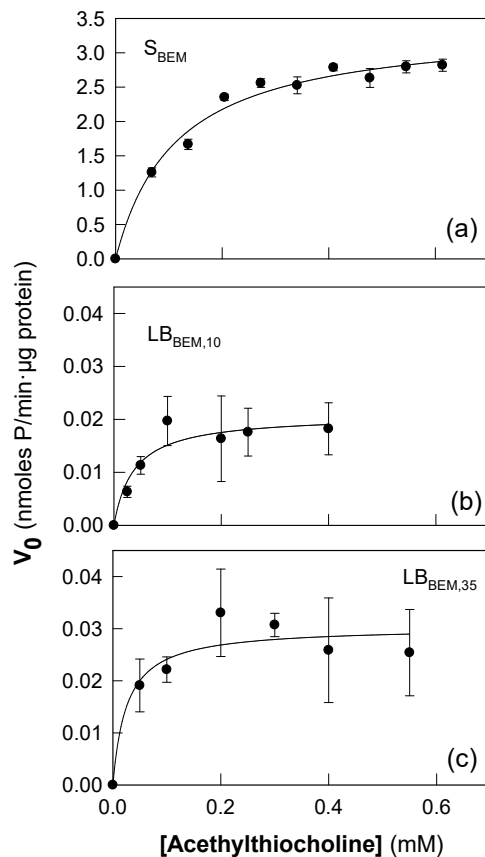 3.5
3.0
2.5
2.0
1.5
1.0
0.5
0.0
S_BEM
(a)
0.04
0.03
0.02
0.01
0.00
LB_BEM,10
(b)
0.04
0.03
0.02
0.01
0.00
LB_BEM,35
(c)
0.0 0.2 0.4 0.6
V_0 (nmoles P/min·µg protein)
[Acethylthiocholine] (mM)